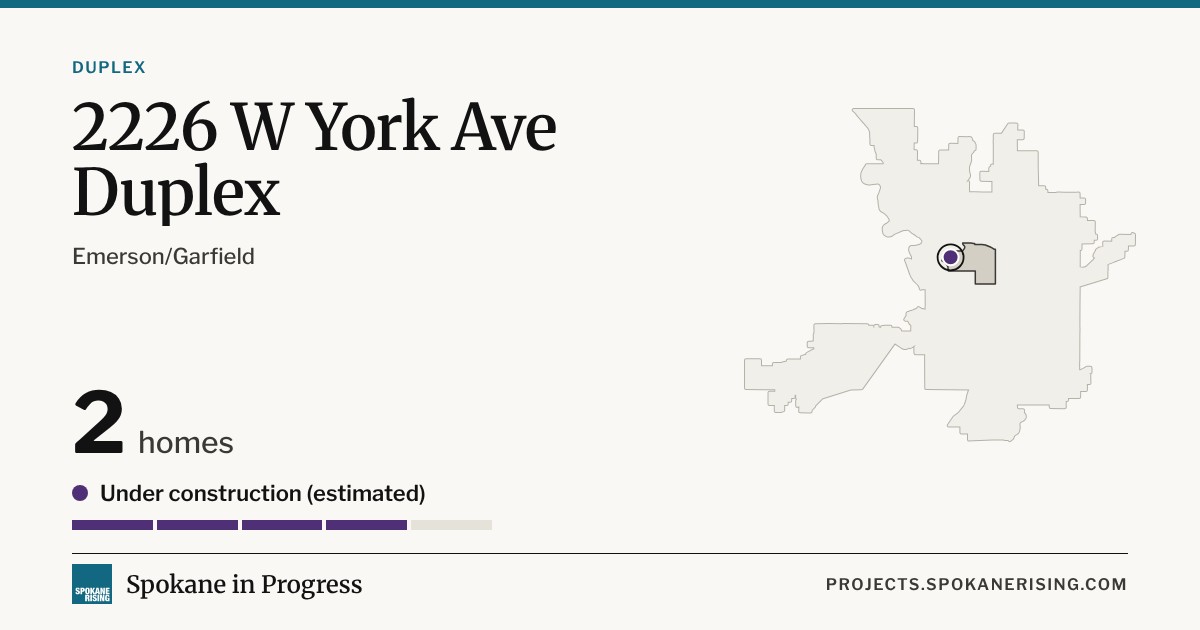 DUPLEX
2226 W York Ave
Duplex
Emerson/Garfield
2 homes
Under construction (estimated)
SPOKANE
RISING
Spokane in Progress
PROJECTS.SPOKANERISING.COM